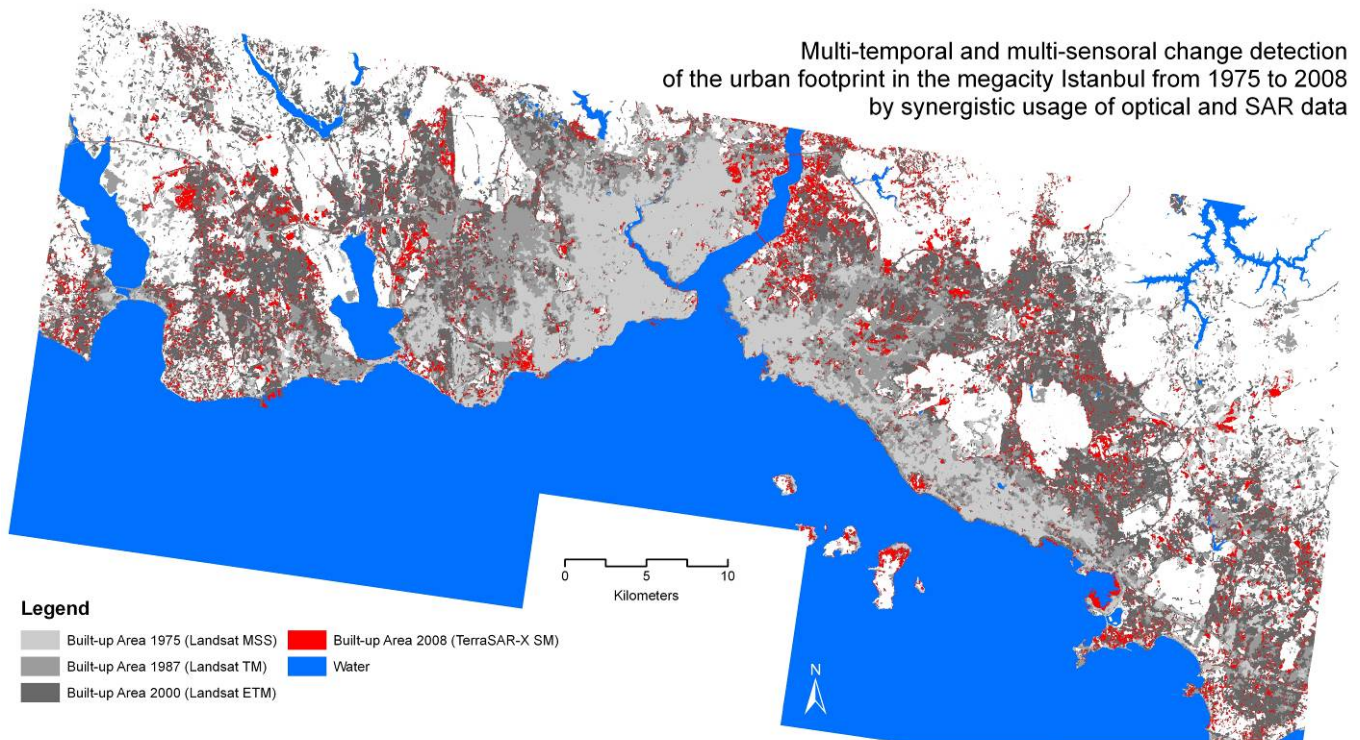 Multi-temporal and multi-sensoral change detection
of the urban footprint in the megacity Istanbul from 1975 to 2008
by synergistic usage of optical and SAR data
0 5 10
Kilometers
Legend
Built-up Area 1975 (Landsat MSS)
Built-up Area 1987 (Landsat TM)
Built-up Area 2000 (Landsat ETM)
Built-up Area 2008 (TerraSAR-X SM)
Water
N